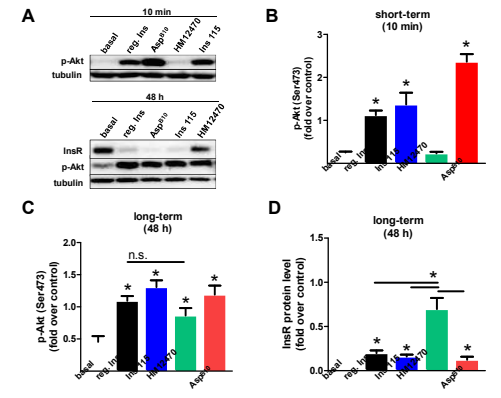 A
10 min
basal
reg. Ins
Asp^B10
HM12470
Ins 115
p-Akt
tubulin
48 h
basal
reg. Ins
Asp^B10
Ins 115
HM12470
InsR
p-Akt
tubulin
B
short-term
(10 min)
p-Akt (Ser473)
(fold over control)
3
2
1
*
*
*
basal
reg. Ins
Ins 115
HM12470
Asp^B10
C
long-term
(48 h)
p-Akt (Ser473)
(fold over control)
2.0
1.5
1.0
0.5
n.s.
*
*
*
*
basal
reg. Ins
Ins 115
HM12470
Asp^B10
D
long-term
(48 h)
InsR protein level
(fold over control)
1.5
1.0
0.5
0.0
*
*
*
*
basal
reg. Ins
Ins 115
HM12470
Asp^B10